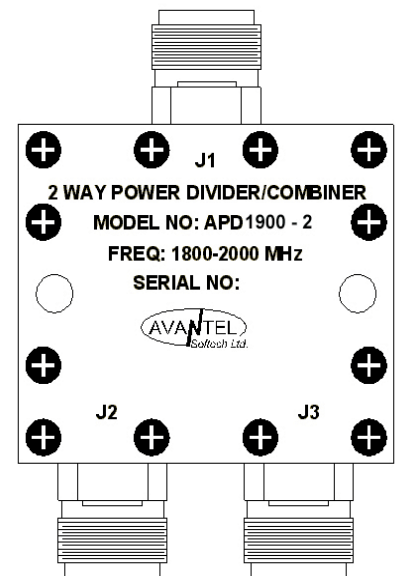 J1
2 WAY POWER DIVIDER/COMBINER
MODEL NO: APD1900 - 2
FREQ: 1800-2000 MHz
SERIAL NO:
AVANTEL
Softech Ltd.
J2 J3